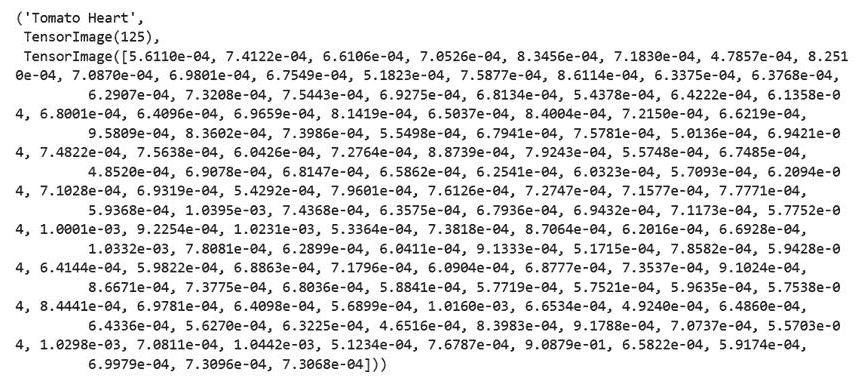 ('Tomato Heart',
 TensorImage(125),
 TensorImage([5.6110e-04, 7.4122e-04, 6.6106e-04, 7.0526e-04, 8.3456e-04, 7.1830e-04, 4.7857e-04, 8.251
0e-04, 7.0870e-04, 6.9801e-04, 6.7549e-04, 5.1823e-04, 7.5877e-04, 8.6114e-04, 6.3375e-04, 6.3768e-04,
        6.2907e-04, 7.3208e-04, 7.5443e-04, 6.9275e-04, 6.8134e-04, 5.4378e-04, 6.4222e-04, 6.1358e-0
4, 6.8001e-04, 6.4096e-04, 6.9659e-04, 8.1419e-04, 6.5037e-04, 8.4004e-04, 7.2150e-04, 6.6219e-04,
        9.5809e-04, 8.3602e-04, 7.3986e-04, 5.5498e-04, 6.7941e-04, 7.5781e-04, 5.0136e-04, 6.9421e-0
4, 7.4822e-04, 7.5638e-04, 6.0426e-04, 7.2764e-04, 8.8739e-04, 7.9243e-04, 5.5748e-04, 6.7485e-04,
        4.8520e-04, 6.9078e-04, 6.8147e-04, 6.5862e-04, 6.2541e-04, 6.0323e-04, 5.7093e-04, 6.2094e-0
4, 7.1028e-04, 6.9319e-04, 5.4292e-04, 7.9601e-04, 7.6126e-04, 7.2747e-04, 7.1577e-04, 7.7771e-04,
        5.9368e-04, 1.0395e-03, 7.4368e-04, 6.3575e-04, 6.7936e-04, 6.9432e-04, 7.1173e-04, 5.7752e-0
4, 1.0001e-03, 9.2254e-04, 1.0231e-03, 5.3364e-04, 7.3818e-04, 8.7064e-04, 6.2016e-04, 6.6928e-04,
        1.0332e-03, 7.8081e-04, 6.2899e-04, 6.0411e-04, 9.1333e-04, 5.1715e-04, 7.8582e-04, 5.9428e-0
4, 6.4144e-04, 5.9822e-04, 6.8863e-04, 7.1796e-04, 6.0904e-04, 6.8777e-04, 7.3537e-04, 9.1024e-04,
        8.6671e-04, 7.3775e-04, 6.8036e-04, 5.8841e-04, 5.7719e-04, 5.7521e-04, 5.9635e-04, 5.7538e-0
4, 8.4441e-04, 6.9781e-04, 6.4098e-04, 5.6899e-04, 1.0160e-03, 6.6534e-04, 4.9240e-04, 6.4860e-04,
        6.4336e-04, 5.6270e-04, 6.3225e-04, 4.6516e-04, 8.3983e-04, 9.1788e-04, 7.0737e-04, 5.5703e-0
4, 1.0298e-03, 7.0811e-04, 1.0442e-03, 5.1234e-04, 7.6787e-04, 9.0879e-01, 6.5822e-04, 5.9174e-04,
        6.9979e-04, 7.3096e-04, 7.3068e-04]))